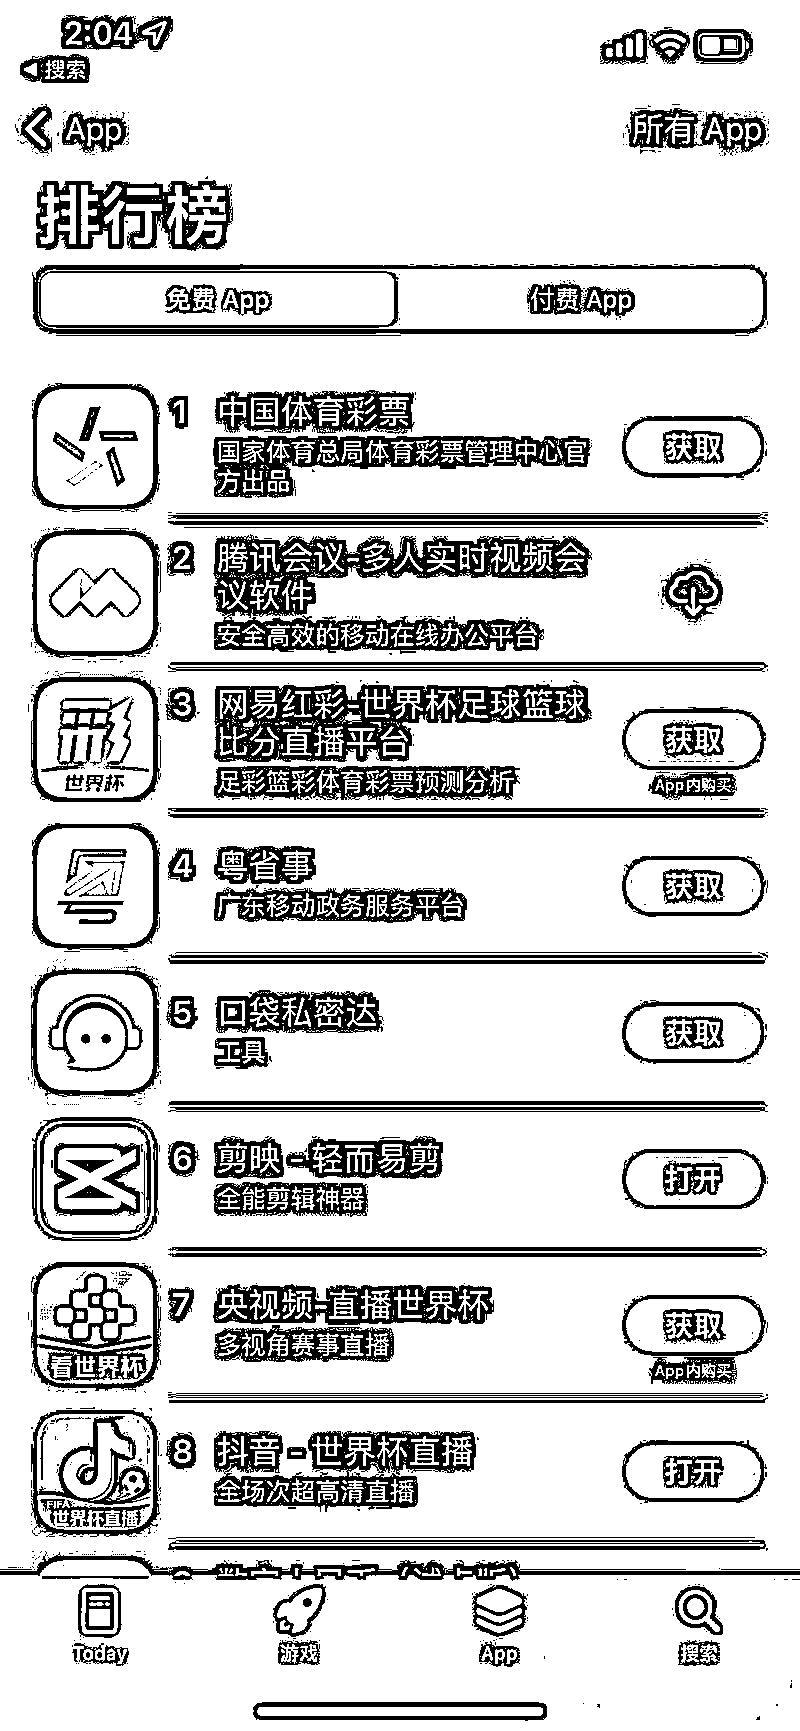 2:04
搜索
App
所有 App
排行榜
免费 App
付费 App
1
中国体育彩票
国家体育总局体育彩票管理中心官
方出品
获取
2
腾讯会议-多人实时视频会
议软件
安全高效的移动在线办公平台
3
网易红彩-世界杯足球篮球
比分直播平台
足彩篮彩体育彩票预测分析
获取
App内购买
彩
世界杯
4
粤省事
广东移动政务服务平台
获取
5
口袋私密达
工具
获取
6
剪映 - 轻而易剪
全能剪辑神器
打开
7
央视频-直播世界杯
多视角赛事直播
获取
App内购买
看世界杯
8
抖音 - 世界杯直播
全场次超高清直播
打开
FIFA
世界杯直播
Today
游戏
App
搜索